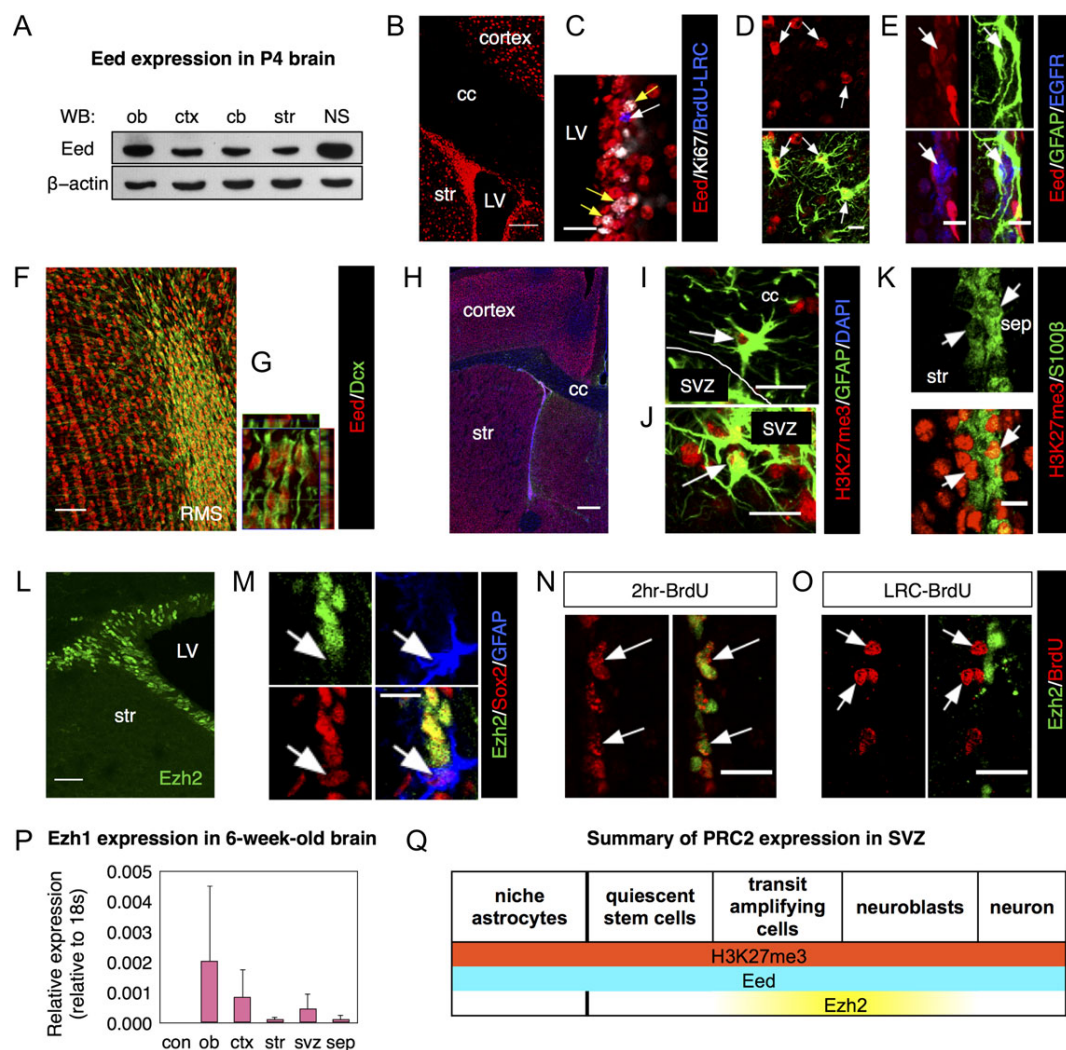 A
Eed expression in P4 brain
WB: ob ctx cb str NS
Eed
β-actin
B
cortex
cc
str
LV
C
LV
Eed/Ki67/BrdU-LRC
D
E
Eed/GFAP/EGFR
F
RMS
G
Eed/Dcx
H
cortex
cc
str
I
cc
SVZ
J
SVZ
H3K27me3/GFAP/DAPI
K
sep
str
H3K27me3/S100β
L
LV
str
Ezh2
M
Ezh2/Sox2/GFAP
N
2hr-BrdU
O
LRC-BrdU
Ezh2/BrdU
P
Ezh1 expression in 6-week-old brain
Relative expression
(relative to 18s)
0.005
0.004
0.003
0.002
0.001
0.000
con ob ctx str svz sep
Q
Summary of PRC2 expression in SVZ
niche
astrocytes
quiescent
stem cells
transit
amplifying
cells
neuroblasts
neuron
H3K27me3
Eed
Ezh2